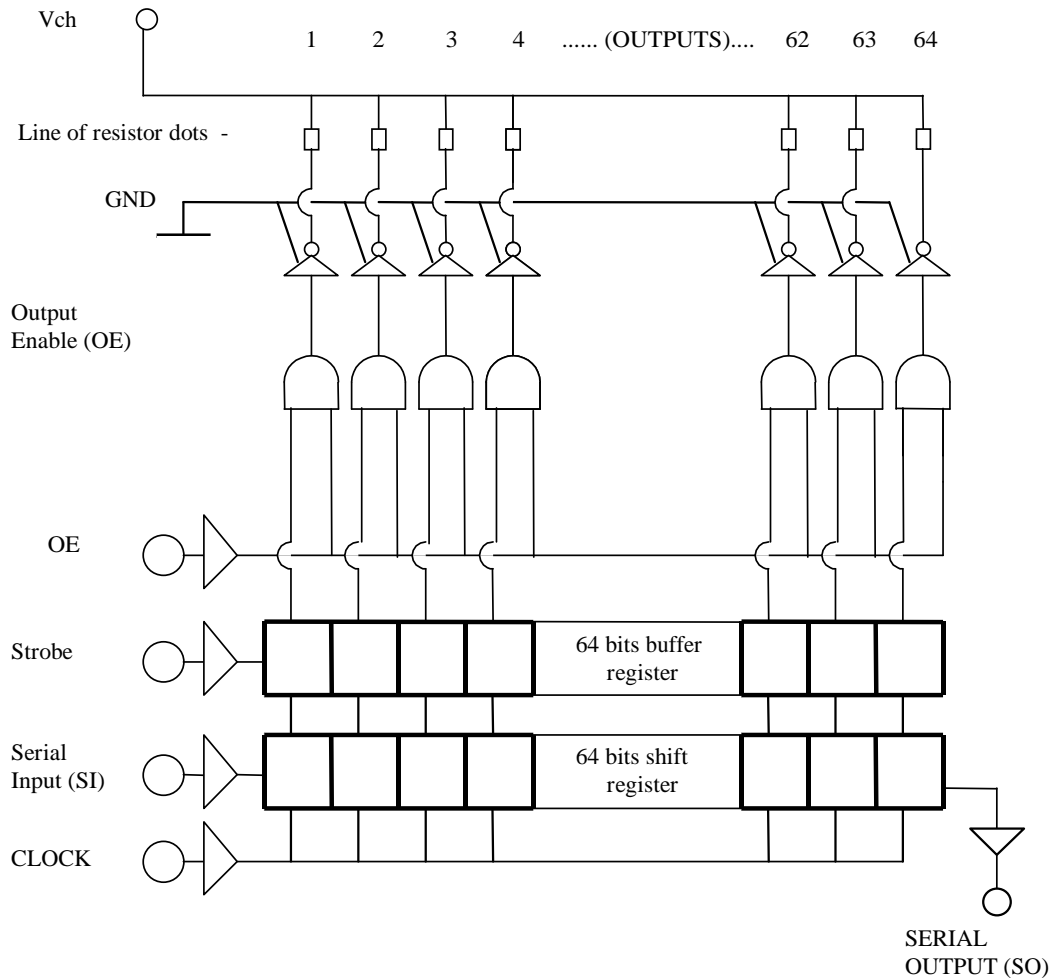 Vch
1 2 3 4 ...... (OUTPUTS).... 62 63 64
Line of resistor dots -
GND
Output
Enable (OE)
OE
Strobe
64 bits buffer
register
Serial
Input (SI)
64 bits shift
register
CLOCK
SERIAL
OUTPUT (SO)